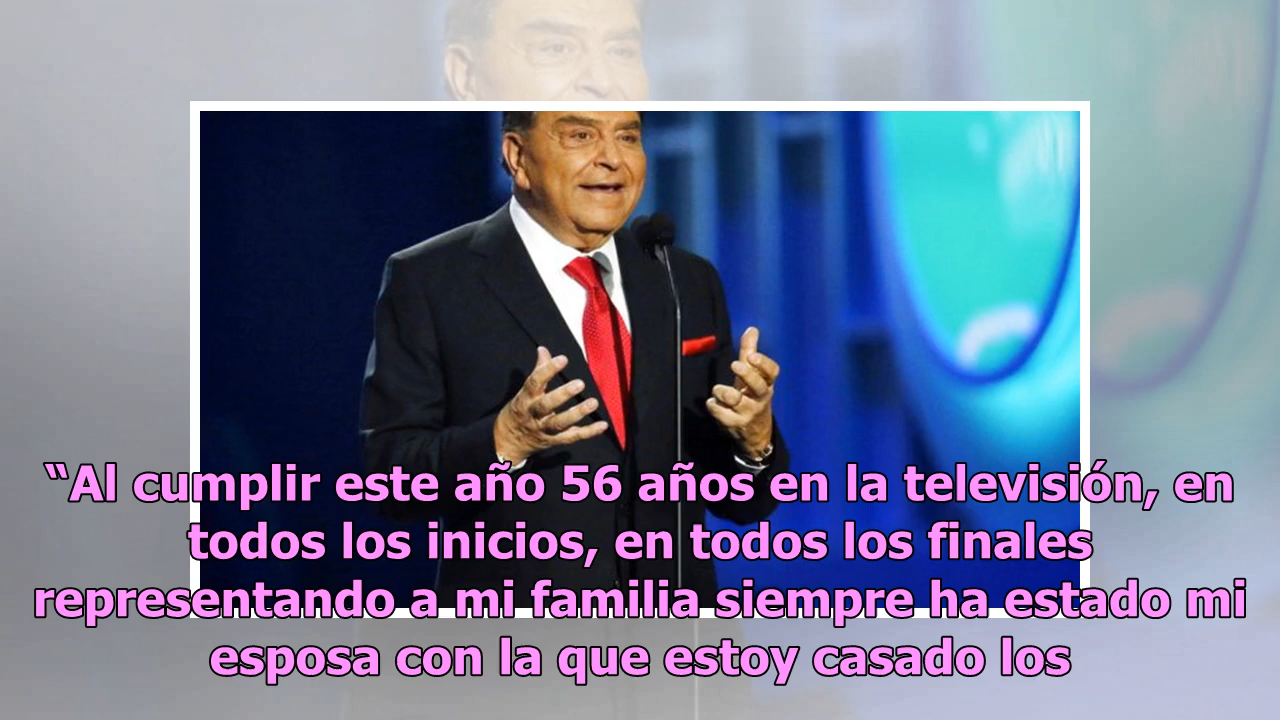 “Al cumplir este año 56 años en la televisión, en
todos los inicios, en todos los finales
representando a mi familia siempre ha estado mi
esposa con la que estoy casado los